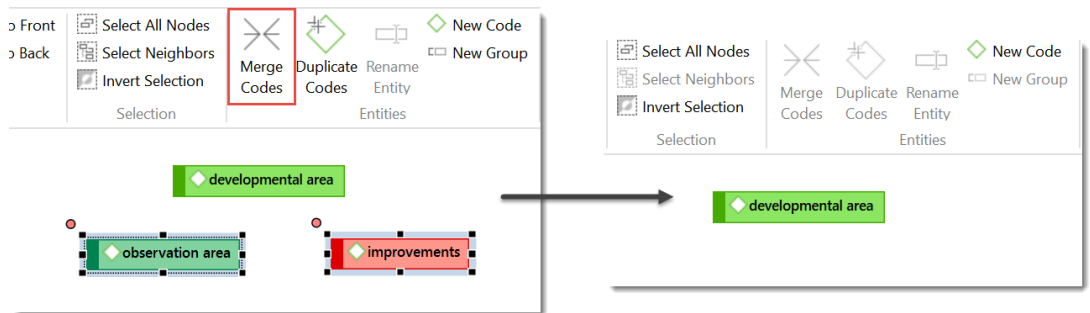 o Front
o Back
Select All Nodes
Select Neighbors
Invert Selection
Selection
Merge
Codes
Duplicate
Codes
Rename
Entity
New Code
New Group
Entities
developmental area
observation area
improvements
Select All Nodes
Select Neighbors
Invert Selection
Selection
Merge
Codes
Duplicate
Codes
Rename
Entity
New Code
New Group
Entities
developmental area